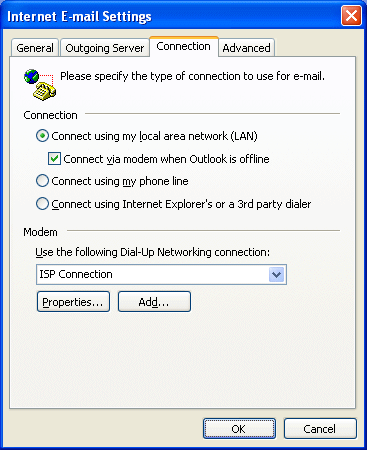 Internet E-mail Settings
General Outgoing Server Connection Advanced
Please specify the type of connection to use for e-mail.
Connection
Connect using my local area network (LAN)
Connect via modem when Outlook is offline
Connect using my phone line
Connect using Internet Explorer's or a 3rd party dialer
Modem
Use the following Dial-Up Networking connection:
ISP Connection
Properties... Add...
OK Cancel